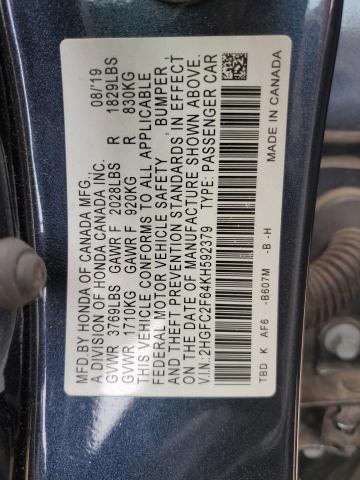 MFD.BY HONDA OF CANADA MFG., 08/'19
A DIVISION OF HONDA CANADA INC.
GVWR 3769LBS GAWR F 2028LBS R 1829LBS
GVWR 1710KG GAWR F 920KG R 830KG
THIS VEHICLE CONFORMS TO ALL APPLICABLE
FEDERAL MOTOR VEHICLE SAFETY, BUMPER,
AND THEFT PREVENTION STANDARDS IN EFFECT
ON THE DATE OF MANUFACTURE SHOWN ABOVE.
V.I.N.:2HGFC2F64KH592379 TYPE:PASSENGER CAR
TBD K AF6 -B607M -B -H MADE IN CANADA